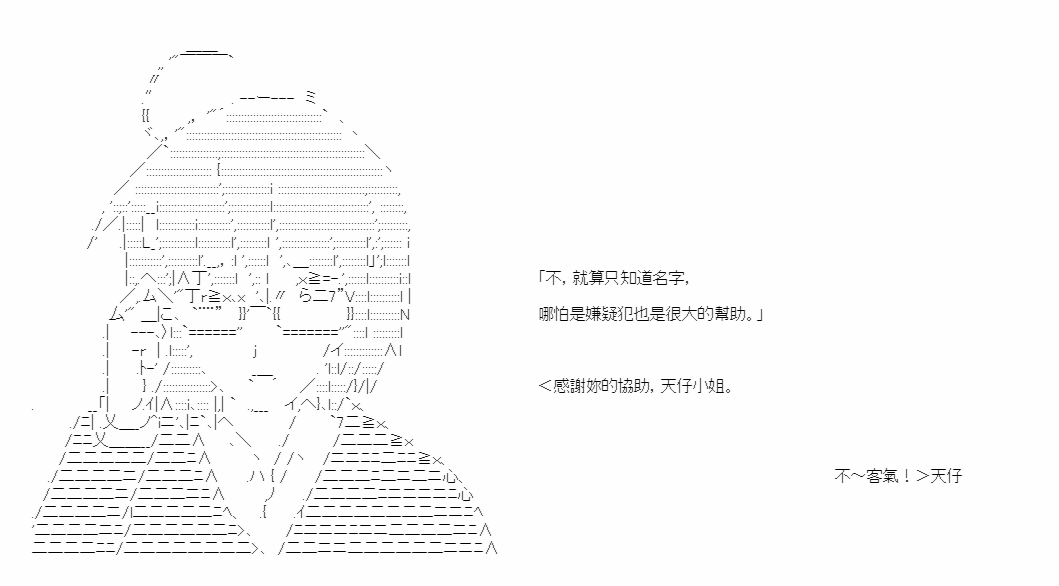 「不，就算只知道名字，
哪怕是嫌疑犯也是很大的幫助。」
＜感謝妳的協助，天仔小姐。
不～客氣！＞天仔